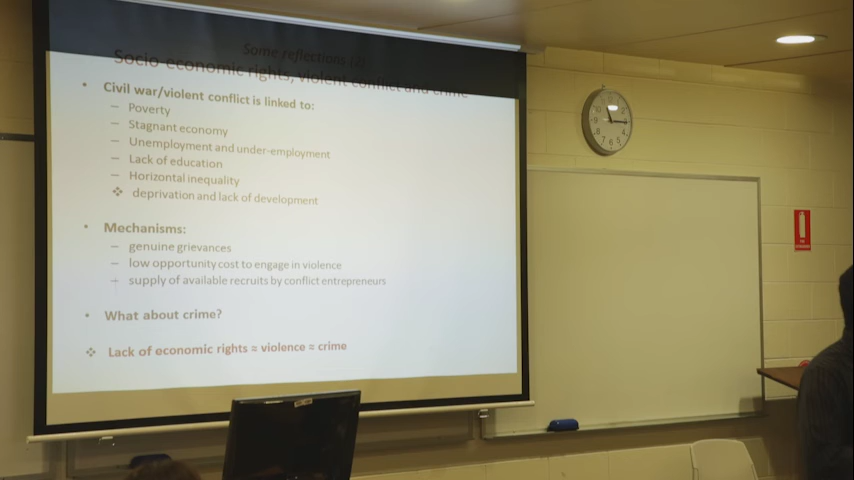 Some reflections (2)
Socio-economic rights, violent conflict and crime
• Civil war/violent conflict is linked to:
– Poverty
– Stagnant economy
– Unemployment and under-employment
– Lack of education
– Horizontal inequality
❖ deprivation and lack of development
• Mechanisms:
– genuine grievances
– low opportunity cost to engage in violence
– supply of available recruits by conflict entrepreneurs
• What about crime?
❖ Lack of economic rights ≈ violence ≈ crime